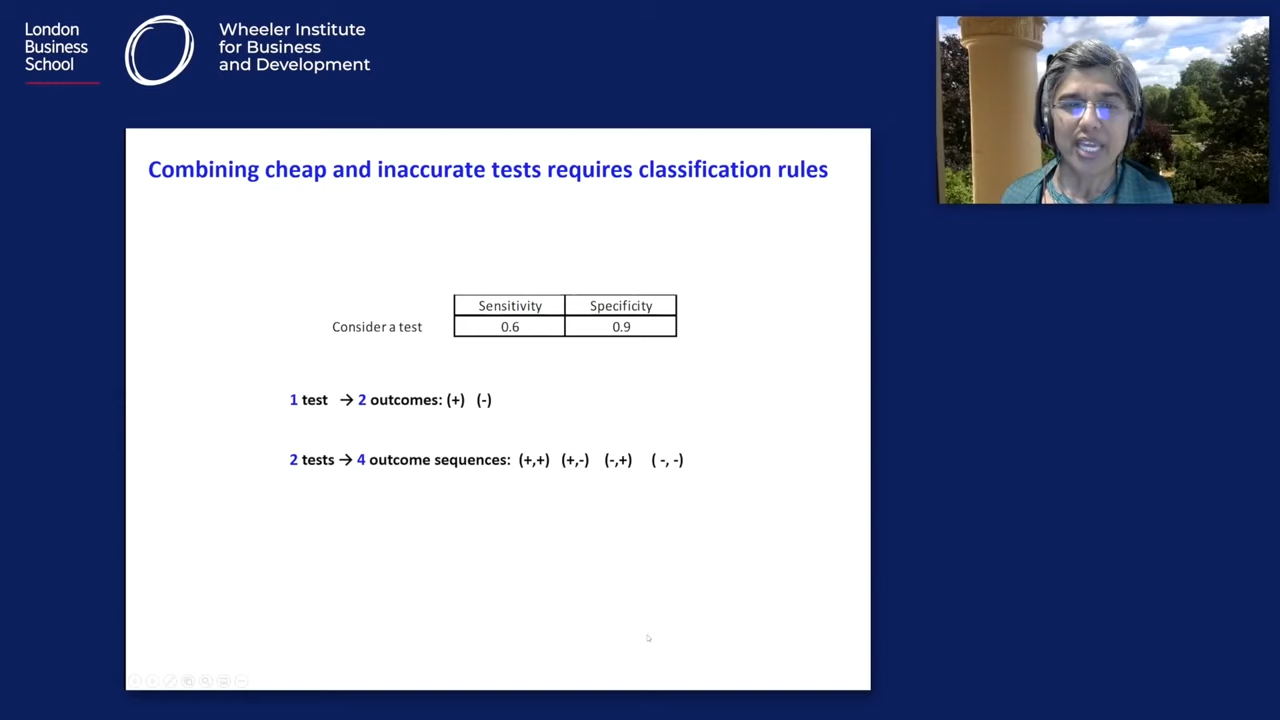 London
Business
School
Wheeler Institute
for Business
and Development
Combining cheap and inaccurate tests requires classification rules
Sensitivity Specificity
Consider a test 0.6 0.9
1 test → 2 outcomes: (+) (-)
2 tests → 4 outcome sequences: (+,+) (+,-) (-,+) ( -, -)